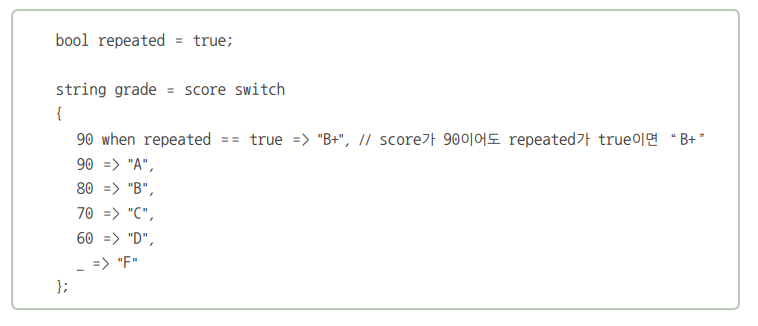 bool repeated = true;
string grade = score switch
{
90 when repeated == true => "B+", // score가 90이어도 repeated가 true이면 “B+”
90 => "A",
80 => "B",
70 => "C",
60 => "D",
_ => "F"
};